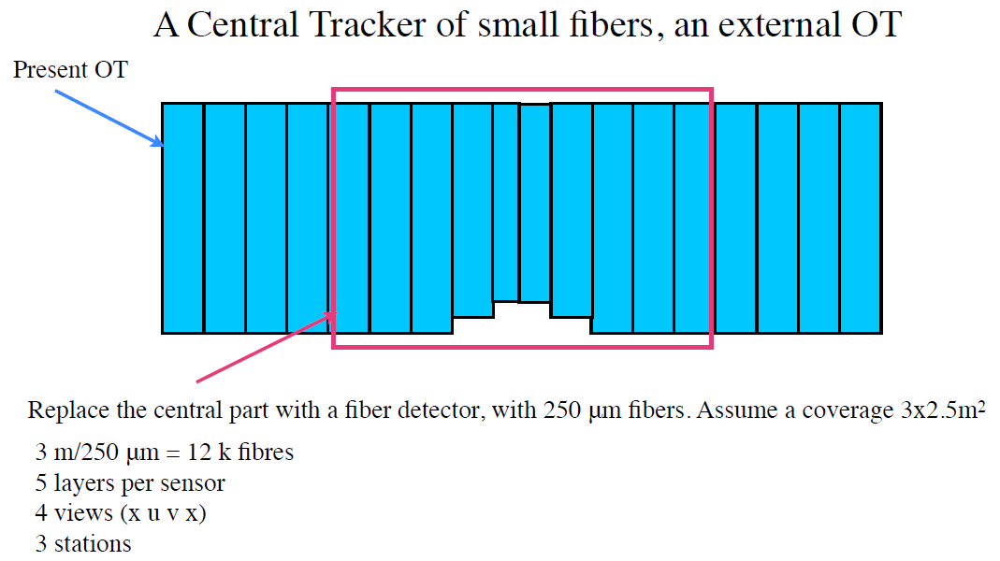 A Central Tracker of small fibers, an external OT
Present OT
Replace the central part with a fiber detector, with 250 µm fibers. Assume a coverage 3x2.5m²
3 m/250 µm = 12 k fibres
5 layers per sensor
4 views (x u v x)
3 stations